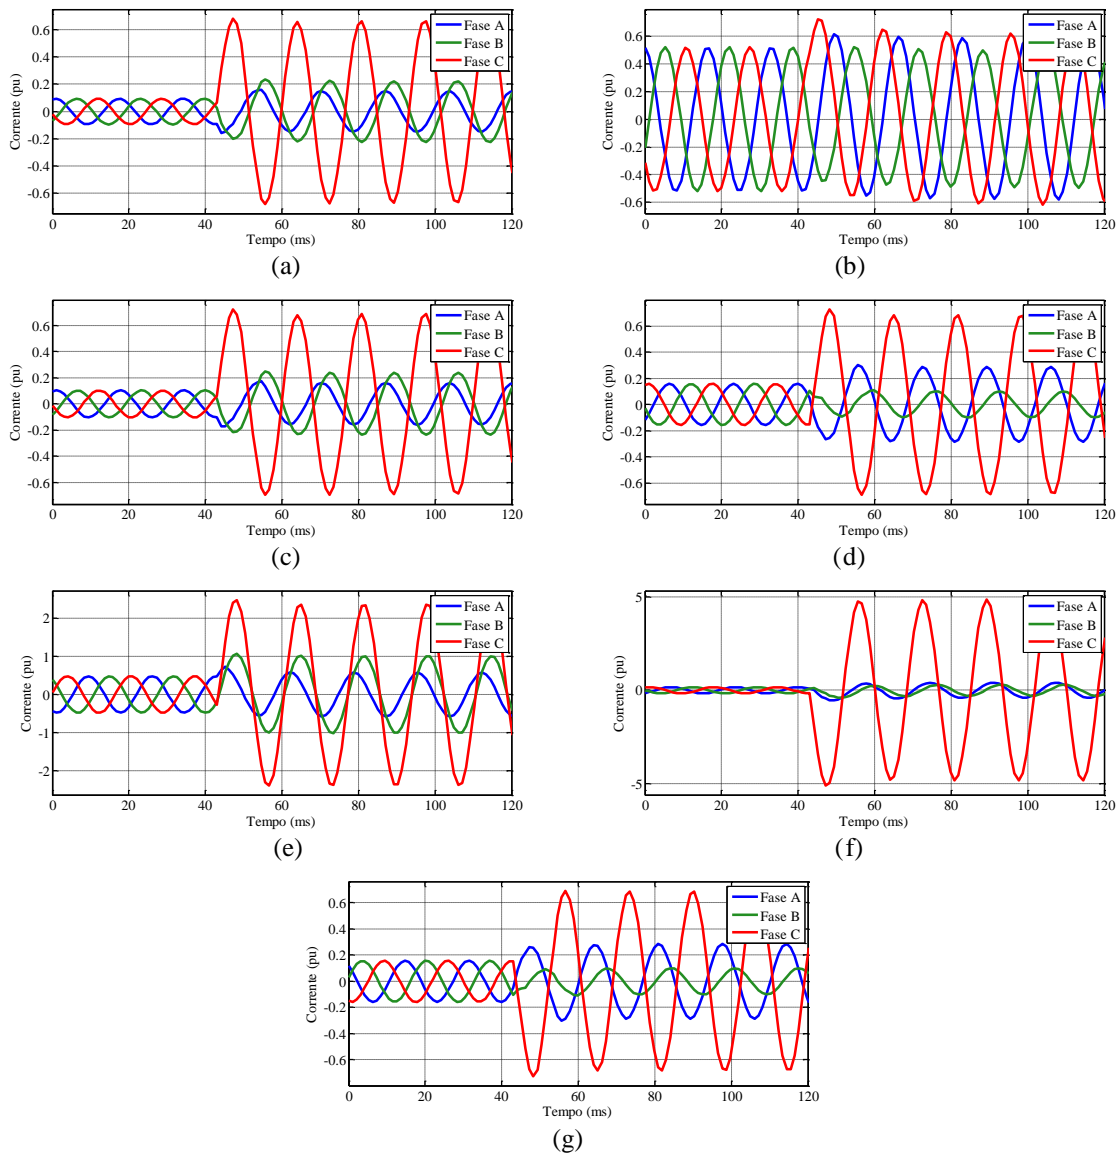 Fase A
Fase B
Fase C
0.6
0.4
0.2
0
-0.2
-0.4
-0.6
Corrente (pu)
0 20 40 60 80 100 120
Tempo (ms)
(a)
Fase A
Fase B
Fase C
0.6
0.4
0.2
0
-0.2
-0.4
-0.6
Corrente (pu)
0 20 40 60 80 100 120
Tempo (ms)
(b)
Fase A
Fase B
Fase C
0.6
0.4
0.2
0
-0.2
-0.4
-0.6
Corrente (pu)
0 20 40 60 80 100 120
Tempo (ms)
(c)
Fase A
Fase B
Fase C
0.6
0.4
0.2
0
-0.2
-0.4
-0.6
Corrente (pu)
0 20 40 60 80 100 120
Tempo (ms)
(d)
Fase A
Fase B
Fase C
2
1
0
-1
-2
Corrente (pu)
0 20 40 60 80 100 120
Tempo (ms)
(e)
Fase A
Fase B
Fase C
5
0
-5
Corrente (pu)
0 20 40 60 80 100 120
Tempo (ms)
(f)
Fase A
Fase B
Fase C
0.6
0.4
0.2
0
-0.2
-0.4
-0.6
Corrente (pu)
0 20 40 60 80 100 120
Tempo (ms)
(g)